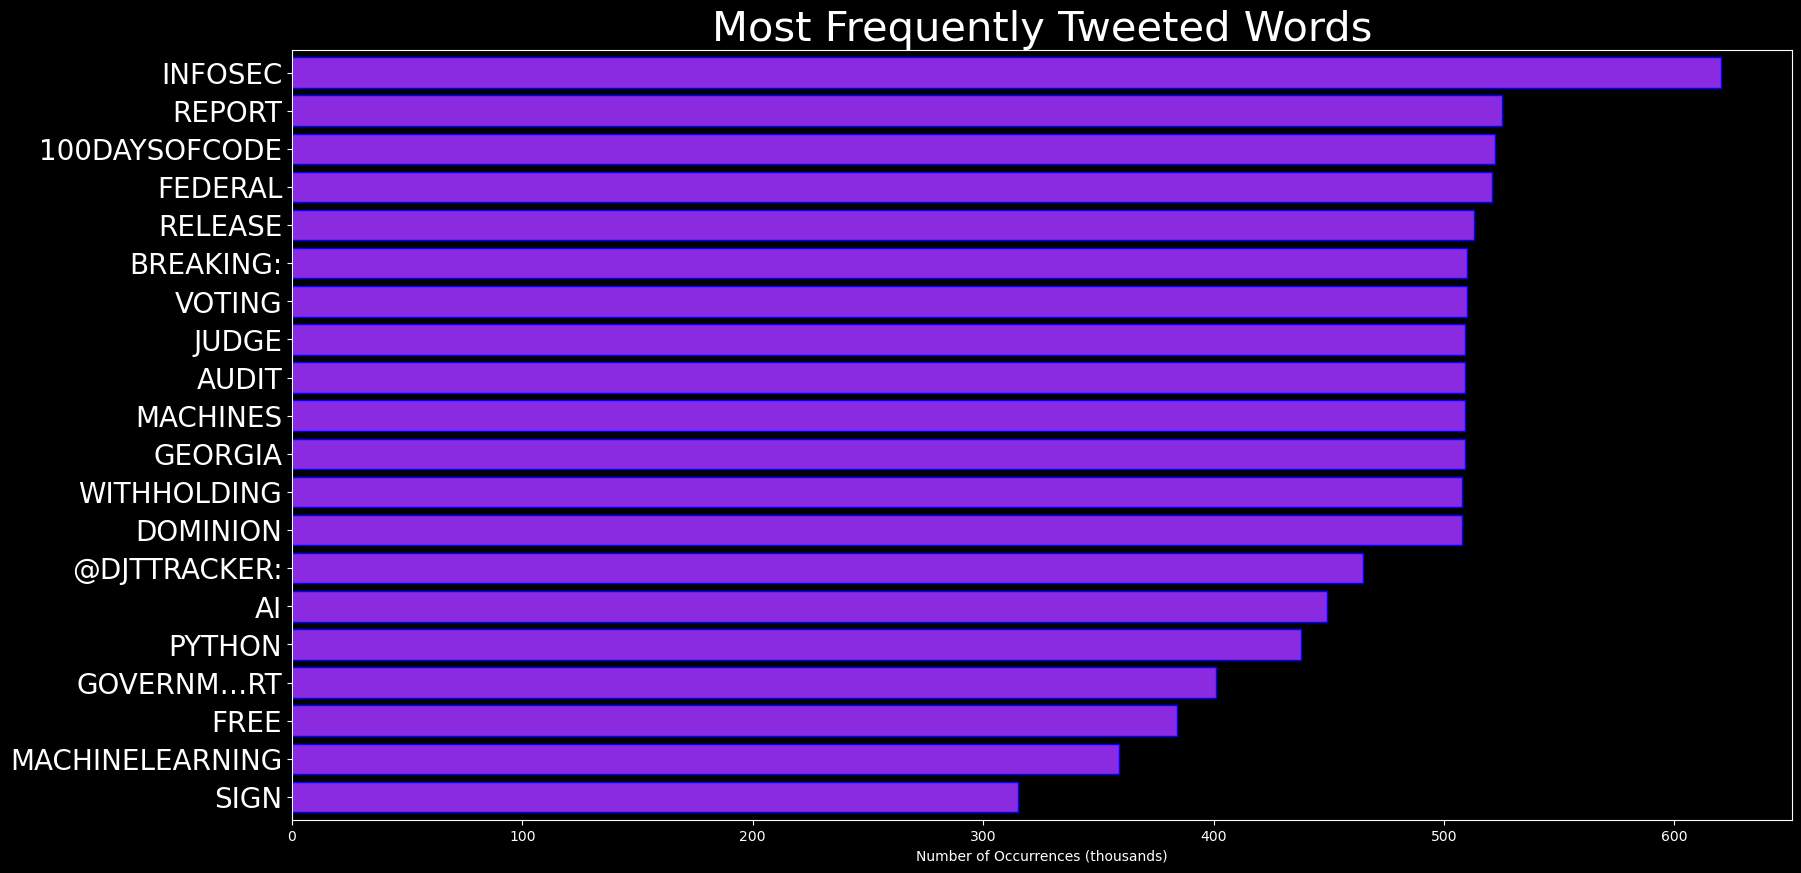 Most Frequently Tweeted Words
INFOSEC
REPORT
100DAYSOFCODE
FEDERAL
RELEASE
BREAKING:
VOTING
JUDGE
AUDIT
MACHINES
GEORGIA
WITHHOLDING
DOMINION
@DJTTRACKER:
AI
PYTHON
GOVERNM…RT
FREE
MACHINELEARNING
SIGN
0 100 200 300 400 500 600
Number of Occurrences (thousands)